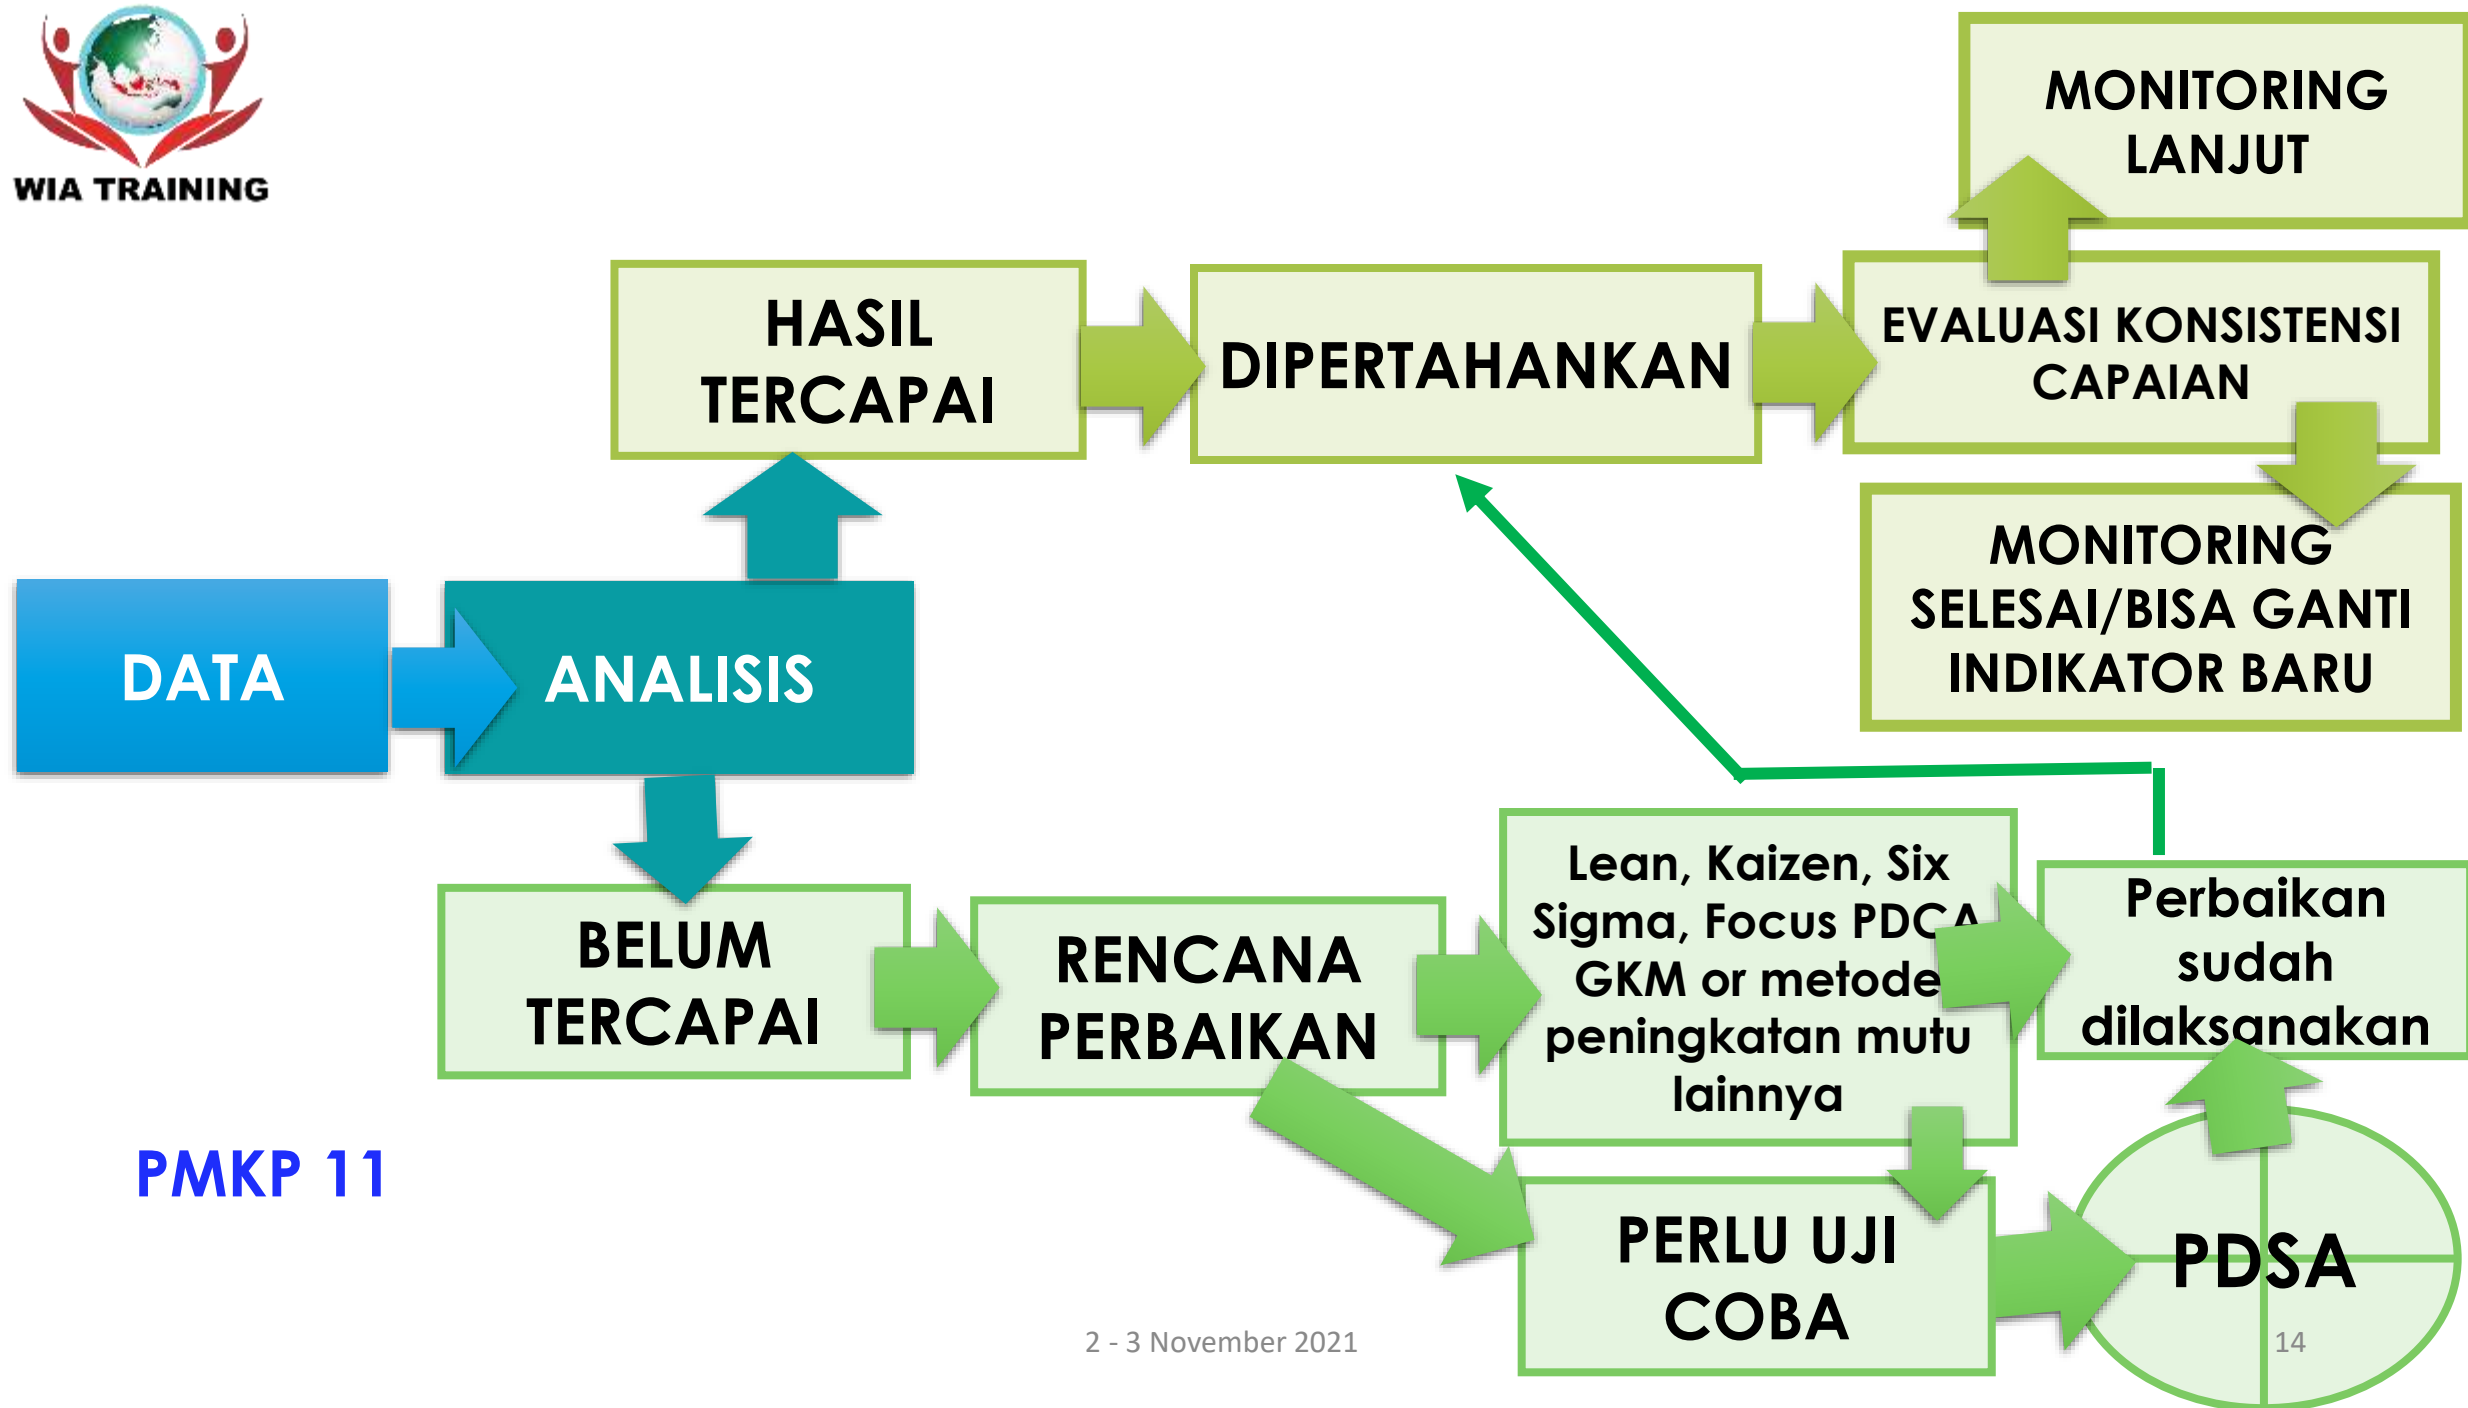 WIA TRAINING
MONITORING
LANJUT
HASIL
TERCAPAI
DIPERTAHANKAN
EVALUASI KONSISTENSI
CAPAIAN
MONITORING
SELESAI/BISA GANTI
INDIKATOR BARU
DATA
ANALISIS
BELUM
TERCAPAI
RENCANA
PERBAIKAN
Lean, Kaizen, Six
Sigma, Focus PDCA
GKM or metode
peningkatan mutu
lainnya
Perbaikan
sudah
dilaksanakan
PMKP 11
PERLU UJI
COBA
PDSA
2 - 3 November 2021
14